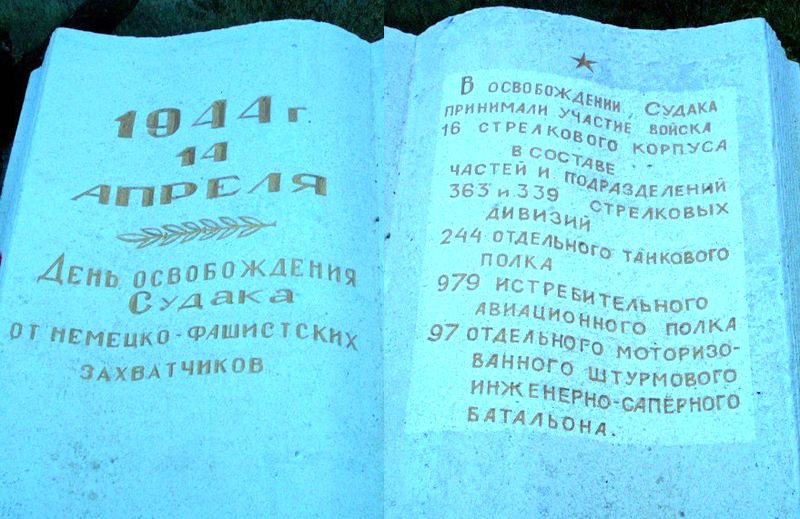 1944 г
14
АПРЕЛЯ
ДЕНЬ ОСВОБОЖДЕНИЯ
СУДАКА
ОТ НЕМЕЦКО-ФАШИСТСКИХ
ЗАХВАТЧИКОВ
В ОСВОБОЖДЕНИИ СУДАКА
ПРИНИМАЛИ УЧАСТИЕ ВОЙСКА
16 СТРЕЛКОВОГО КОРПУСА
В СОСТАВЕ
ЧАСТЕЙ И ПОДРАЗДЕЛЕНИЙ
363 и 339 СТРЕЛКОВЫХ
ДИВИЗИЙ
244 ОТДЕЛЬНОГО ТАНКОВОГО
ПОЛКА
979 ИСТРЕБИТЕЛЬНОГО
АВИАЦИОННОГО ПОЛКА
97 ОТДЕЛЬНОГО МОТОРИЗО-
ВАННОГО ШТУРМОВОГО
ИНЖЕНЕРНО-САПЁРНОГО
БАТАЛЬОНА.